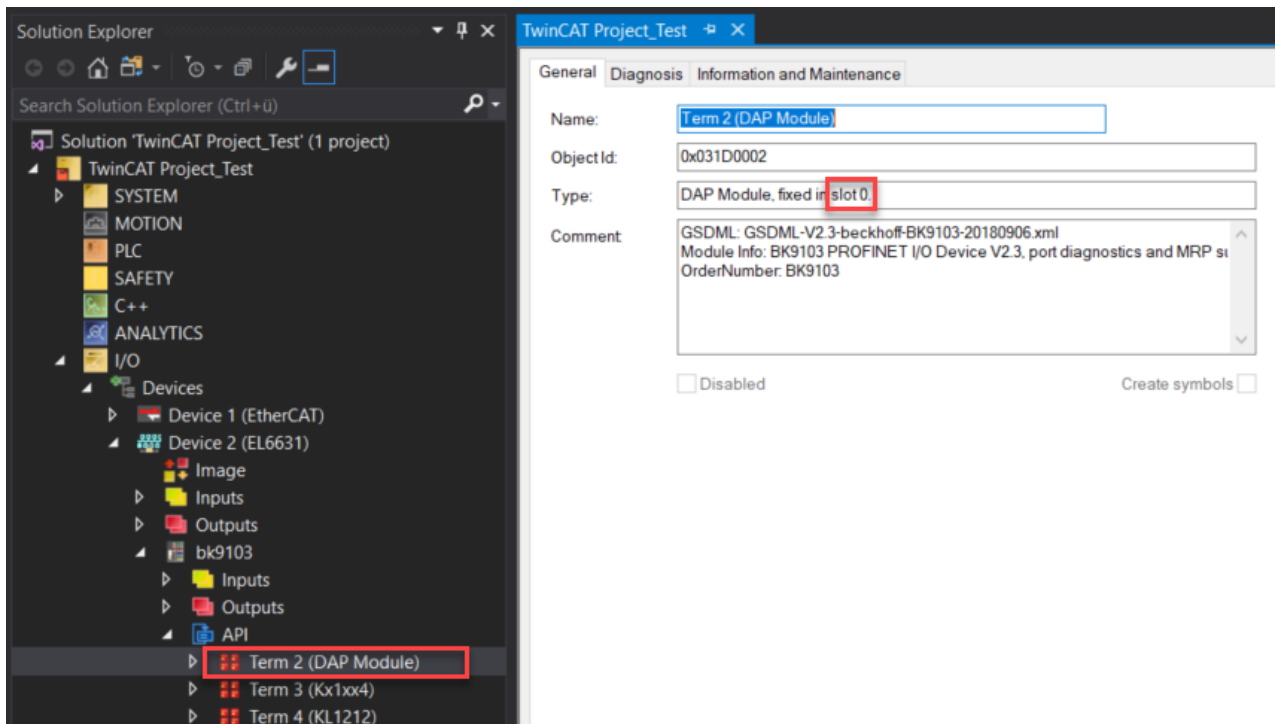 Solution Explorer
Search Solution Explorer (Ctrl+ü)
Solution 'TwinCAT Project_Test' (1 project)
TwinCAT Project_Test
SYSTEM
MOTION
PLC
SAFETY
C++
ANALYTICS
I/O
Devices
Device 1 (EtherCAT)
Device 2 (EL6631)
Image
Inputs
Outputs
bk9103
Inputs
Outputs
API
Term 2 (DAP Module)
Term 3 (Kx1xx4)
Term 4 (KL1212)
TwinCAT Project_Test
General Diagnosis Information and Maintenance
Name: Term 2 (DAP Module)
Object Id: 0x031D0002
Type: DAP Module, fixed in slot 0.
Comment: GSDML: GSDML-V2.3-beckhoff-BK9103-20180906.xml
Module Info: BK9103 PROFINET I/O Device V2.3, port diagnostics and MRP
OrderNumber: BK9103
Disabled Create symbols